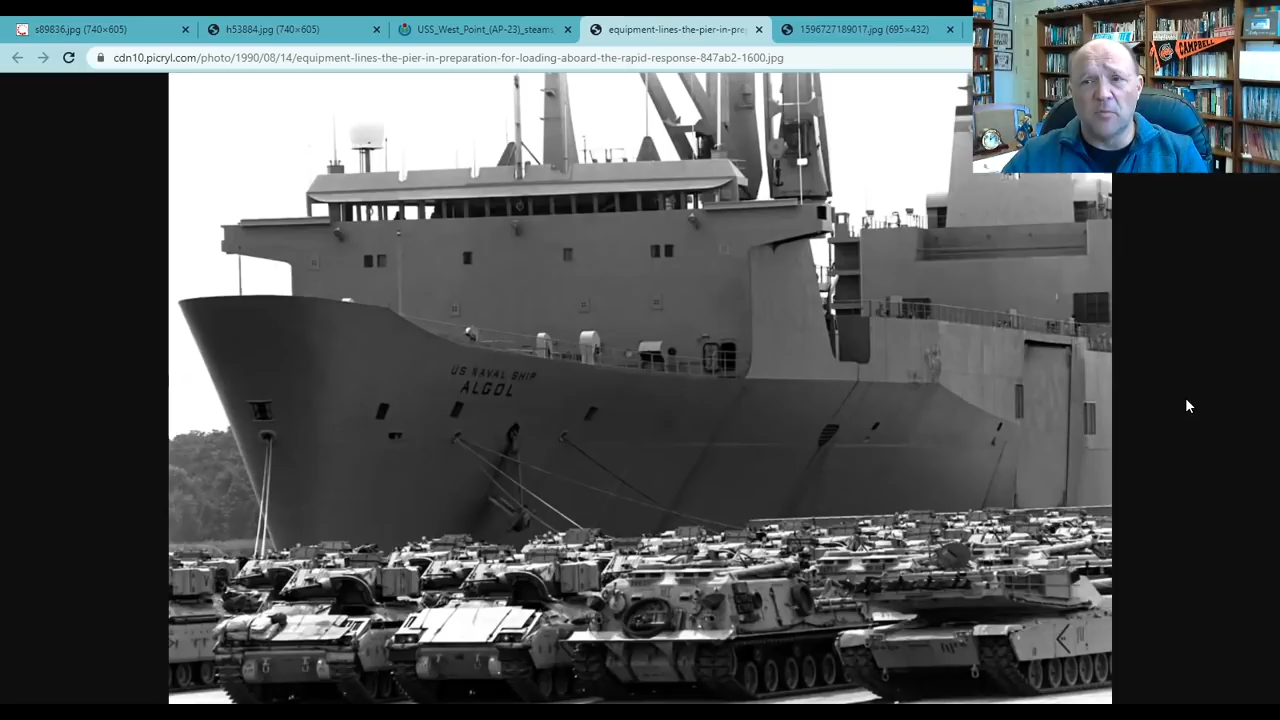 s89836.jpg (740×605)
h53884.jpg (740×605)
USS_West_Point_(AP-23)_steams
equipment-lines-the-pier-in-pre
1596727189017.jpg (695×432)
cdn10.picryl.com/photo/1990/08/14/equipment-lines-the-pier-in-preparation-for-loading-aboard-the-rapid-response-847ab2-1600.jpg
CAMPBELL
US NAVAL SHIP
ALGOL